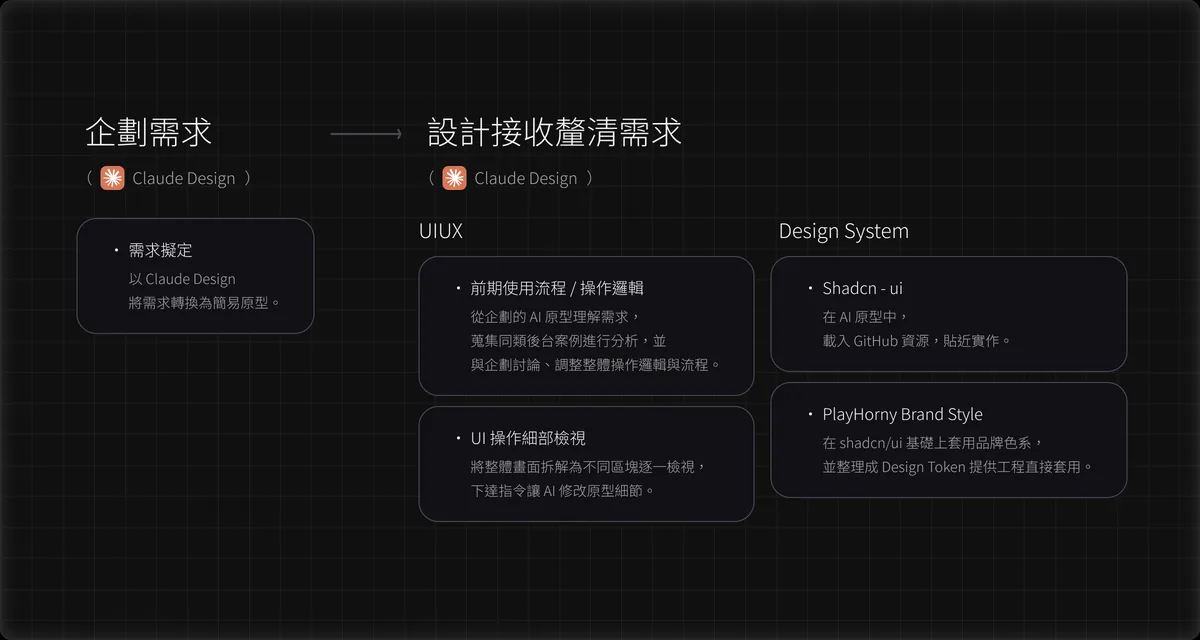 企劃需求
( Claude Design )
• 需求擬定
以 Claude Design
將需求轉換為簡易原型。
設計接收釐清需求
( Claude Design )
UIUX
• 前期使用流程 / 操作邏輯
從企劃的 AI 原型理解需求，
蒐集同類後台案例進行分析，並
與企劃討論、調整整體操作邏輯與流程。
• UI 操作細部檢視
將整體畫面拆解為不同區塊逐一檢視，
下達指令讓 AI 修改原型細節。
Design System
• Shadcn - ui
在 AI 原型中，
載入 GitHub 資源，貼近實作。
• PlayHorny Brand Style
在 shadcn/ui 基礎上套用品牌色系，
並整理成 Design Token 提供工程直接套用。